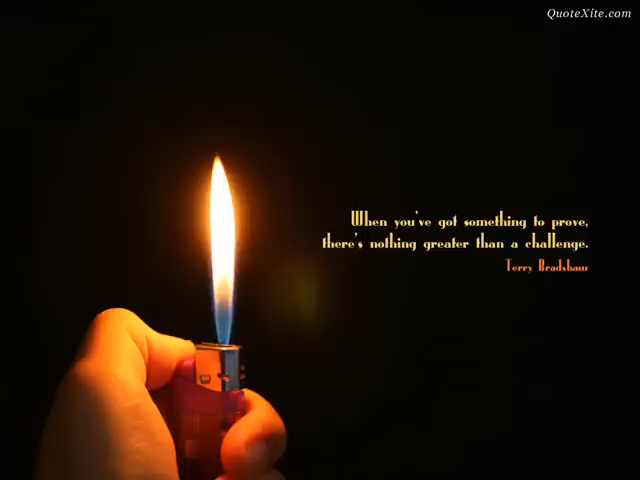 QuoteXite.com
When you've got something to prove,
there's nothing greater than a challenge.
Terry Bradshaw